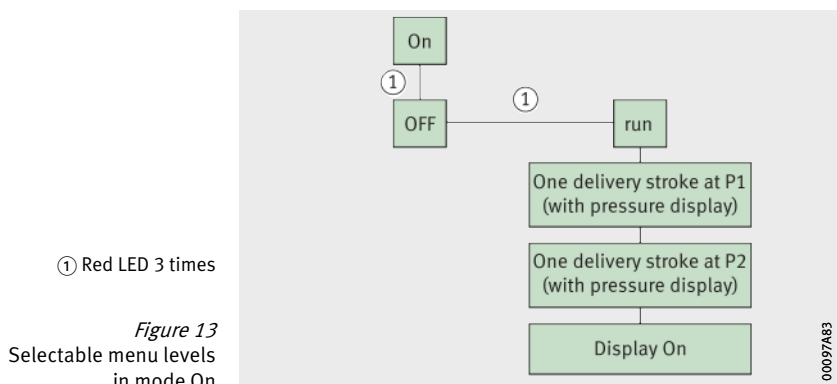 On
①
OFF
①
run
One delivery stroke at P1
(with pressure display)
One delivery stroke at P2
(with pressure display)
Display On
① Red LED 3 times
Figure 13
Selectable menu levels
in mode On
00097A83